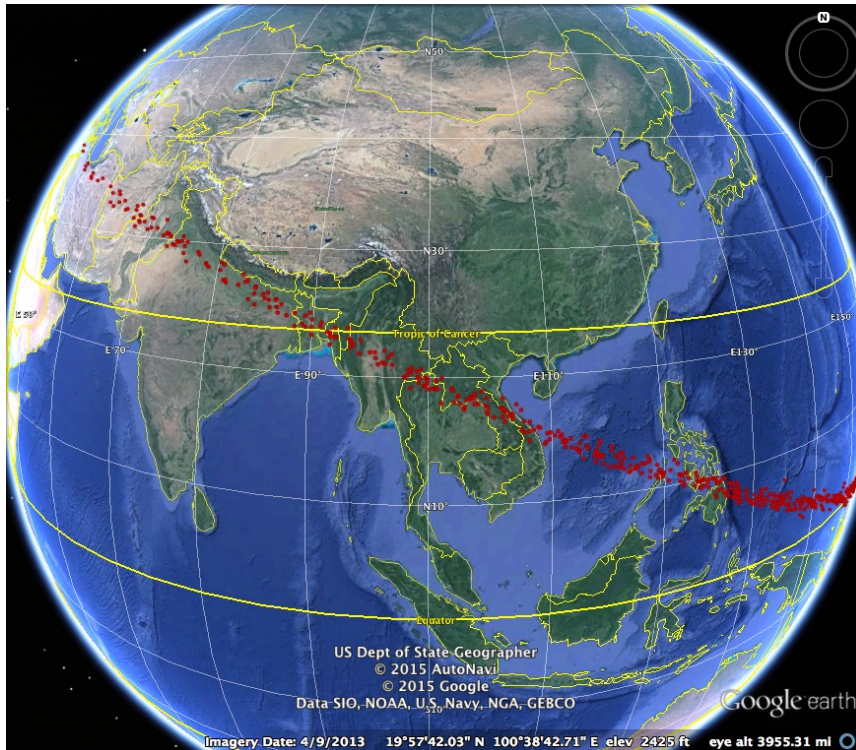 N
N50°
N30°
Tropic of Cancer
E 50°
E150°
E 70°
E130°
E 90°
E110°
N10°
Equator
US Dept of State Geographer
© 2015 AutoNavi
© 2015 Google
Data SIO, NOAA, U.S. Navy, NGA, GEBCO
Google earth
Imagery Date: 4/9/2013 19°57'42.03" N 100°38'42.71" E elev 2425 ft eye alt 3955.31 mi